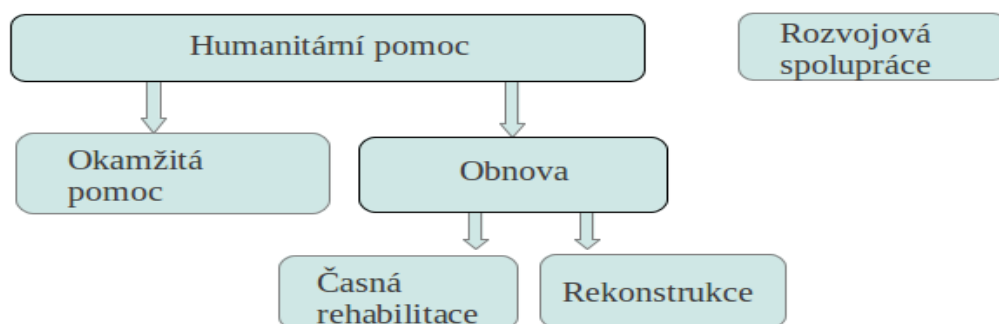 Humanitární pomoc
Rozvojová
spolupráce
Okamžitá
pomoc
Obnova
Časná
rehabilitace
Rekonstrukce